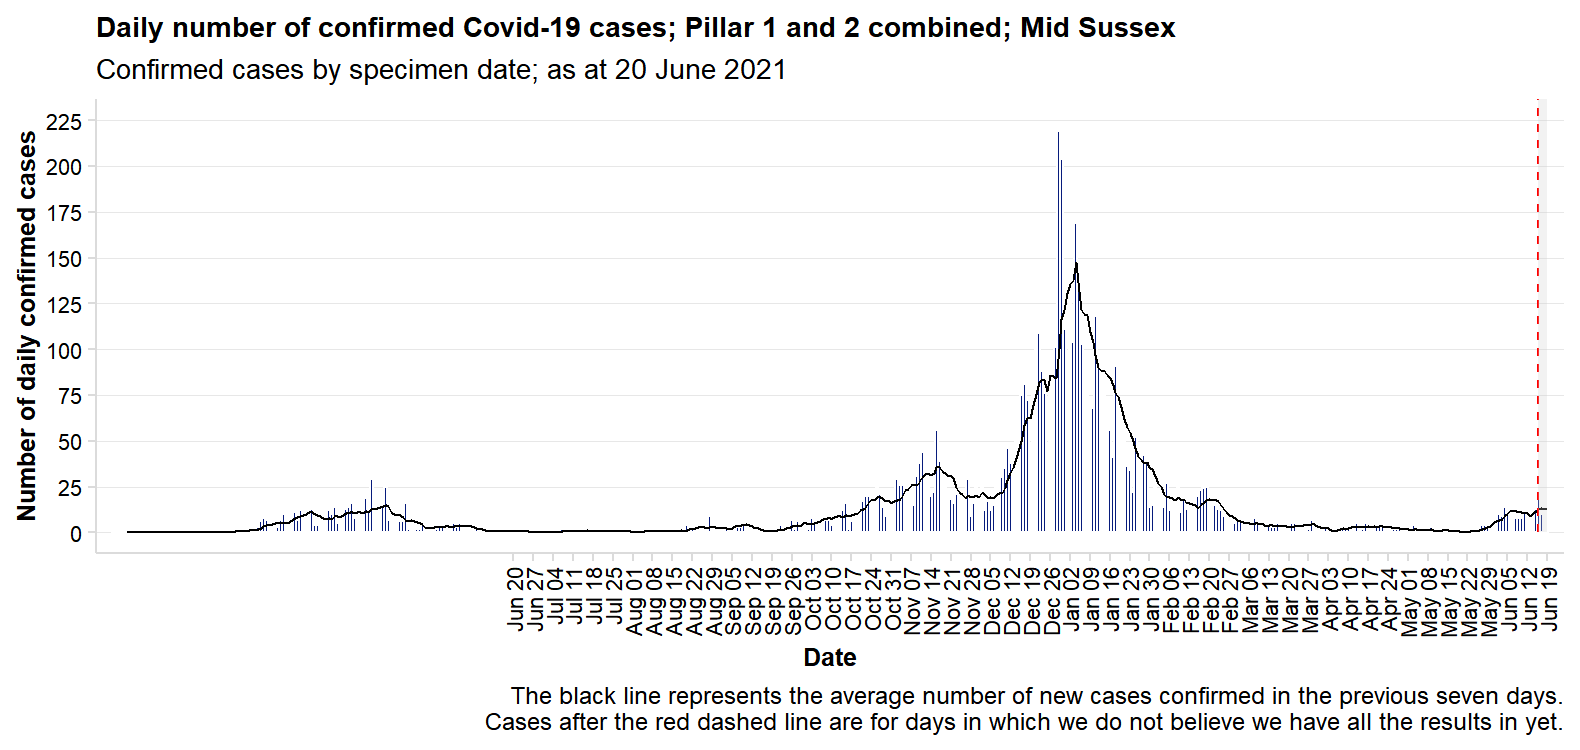 Daily number of confirmed Covid-19 cases; Pillar 1 and 2 combined; Mid Sussex
Confirmed cases by specimen date; as at 20 June 2021
Number of daily confirmed cases
225
200
175
150
125
100
75
50
25
0
Jun 20
Jun 27
Jul 04
Jul 11
Jul 18
Jul 25
Aug 01
Aug 08
Aug 15
Aug 22
Aug 29
Sep 05
Sep 12
Sep 19
Sep 26
Oct 03
Oct 10
Oct 17
Oct 24
Oct 31
Nov 07
Nov 14
Nov 21
Nov 28
Dec 05
Dec 12
Dec 19
Dec 26
Jan 02
Jan 09
Jan 16
Jan 23
Jan 30
Feb 06
Feb 13
Feb 20
Feb 27
Mar 06
Mar 13
Mar 20
Mar 27
Apr 03
Apr 10
Apr 17
Apr 24
May 01
May 08
May 15
May 22
May 29
Jun 05
Jun 12
Jun 19
Date
The black line represents the average number of new cases confirmed in the previous seven days.
Cases after the red dashed line are for days in which we do not believe we have all the results in yet.